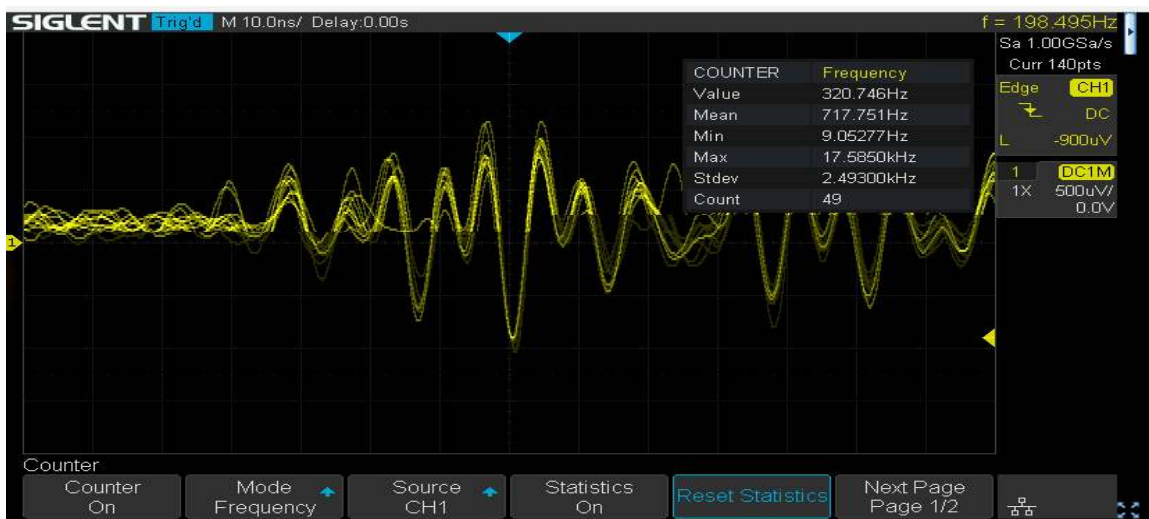 SIGLENT Trig'd M 10.0ns/ Delay:0.00s f = 198.495Hz
Sa 1.00GSa/s
Curr 140pts
Edge CH1
DC
L -900uV
1 DC1M
1X 500uV/
0.0V
COUNTER Frequency
Value 320.746Hz
Mean 717.751Hz
Min 9.05277Hz
Max 17.5850kHz
Stdev 2.49300kHz
Count 49
1
Counter
Counter On
Mode Frequency
Source CH1
Statistics On
Reset Statistics
Next Page Page 1/2